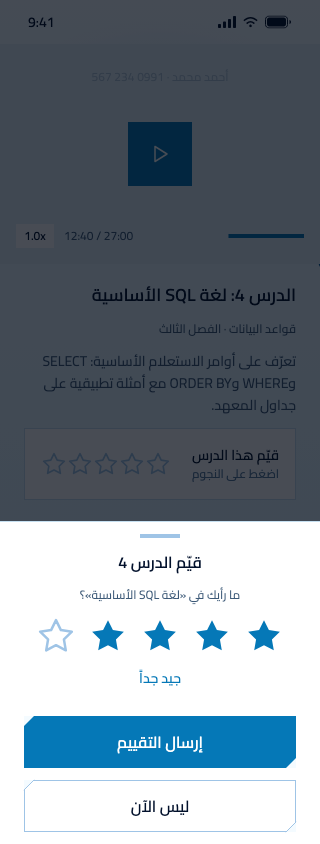 9:41
أحمد محمد · 0991 234 567
1.0x
12:40 / 27:00
الدرس 4: لغة SQL الأساسية
قواعد البيانات · الفصل الثالث
تعرّف على أوامر الاستعلام الأساسية: SELECT
وWHERE وORDER BY مع أمثلة تطبيقية على
جداول المعهد.
قيّم هذا الدرس
اضغط على النجوم
قيّم الدرس 4
ما رأيك في «لغة SQL الأساسية»؟
جيد جداً
إرسال التقييم
ليس الآن